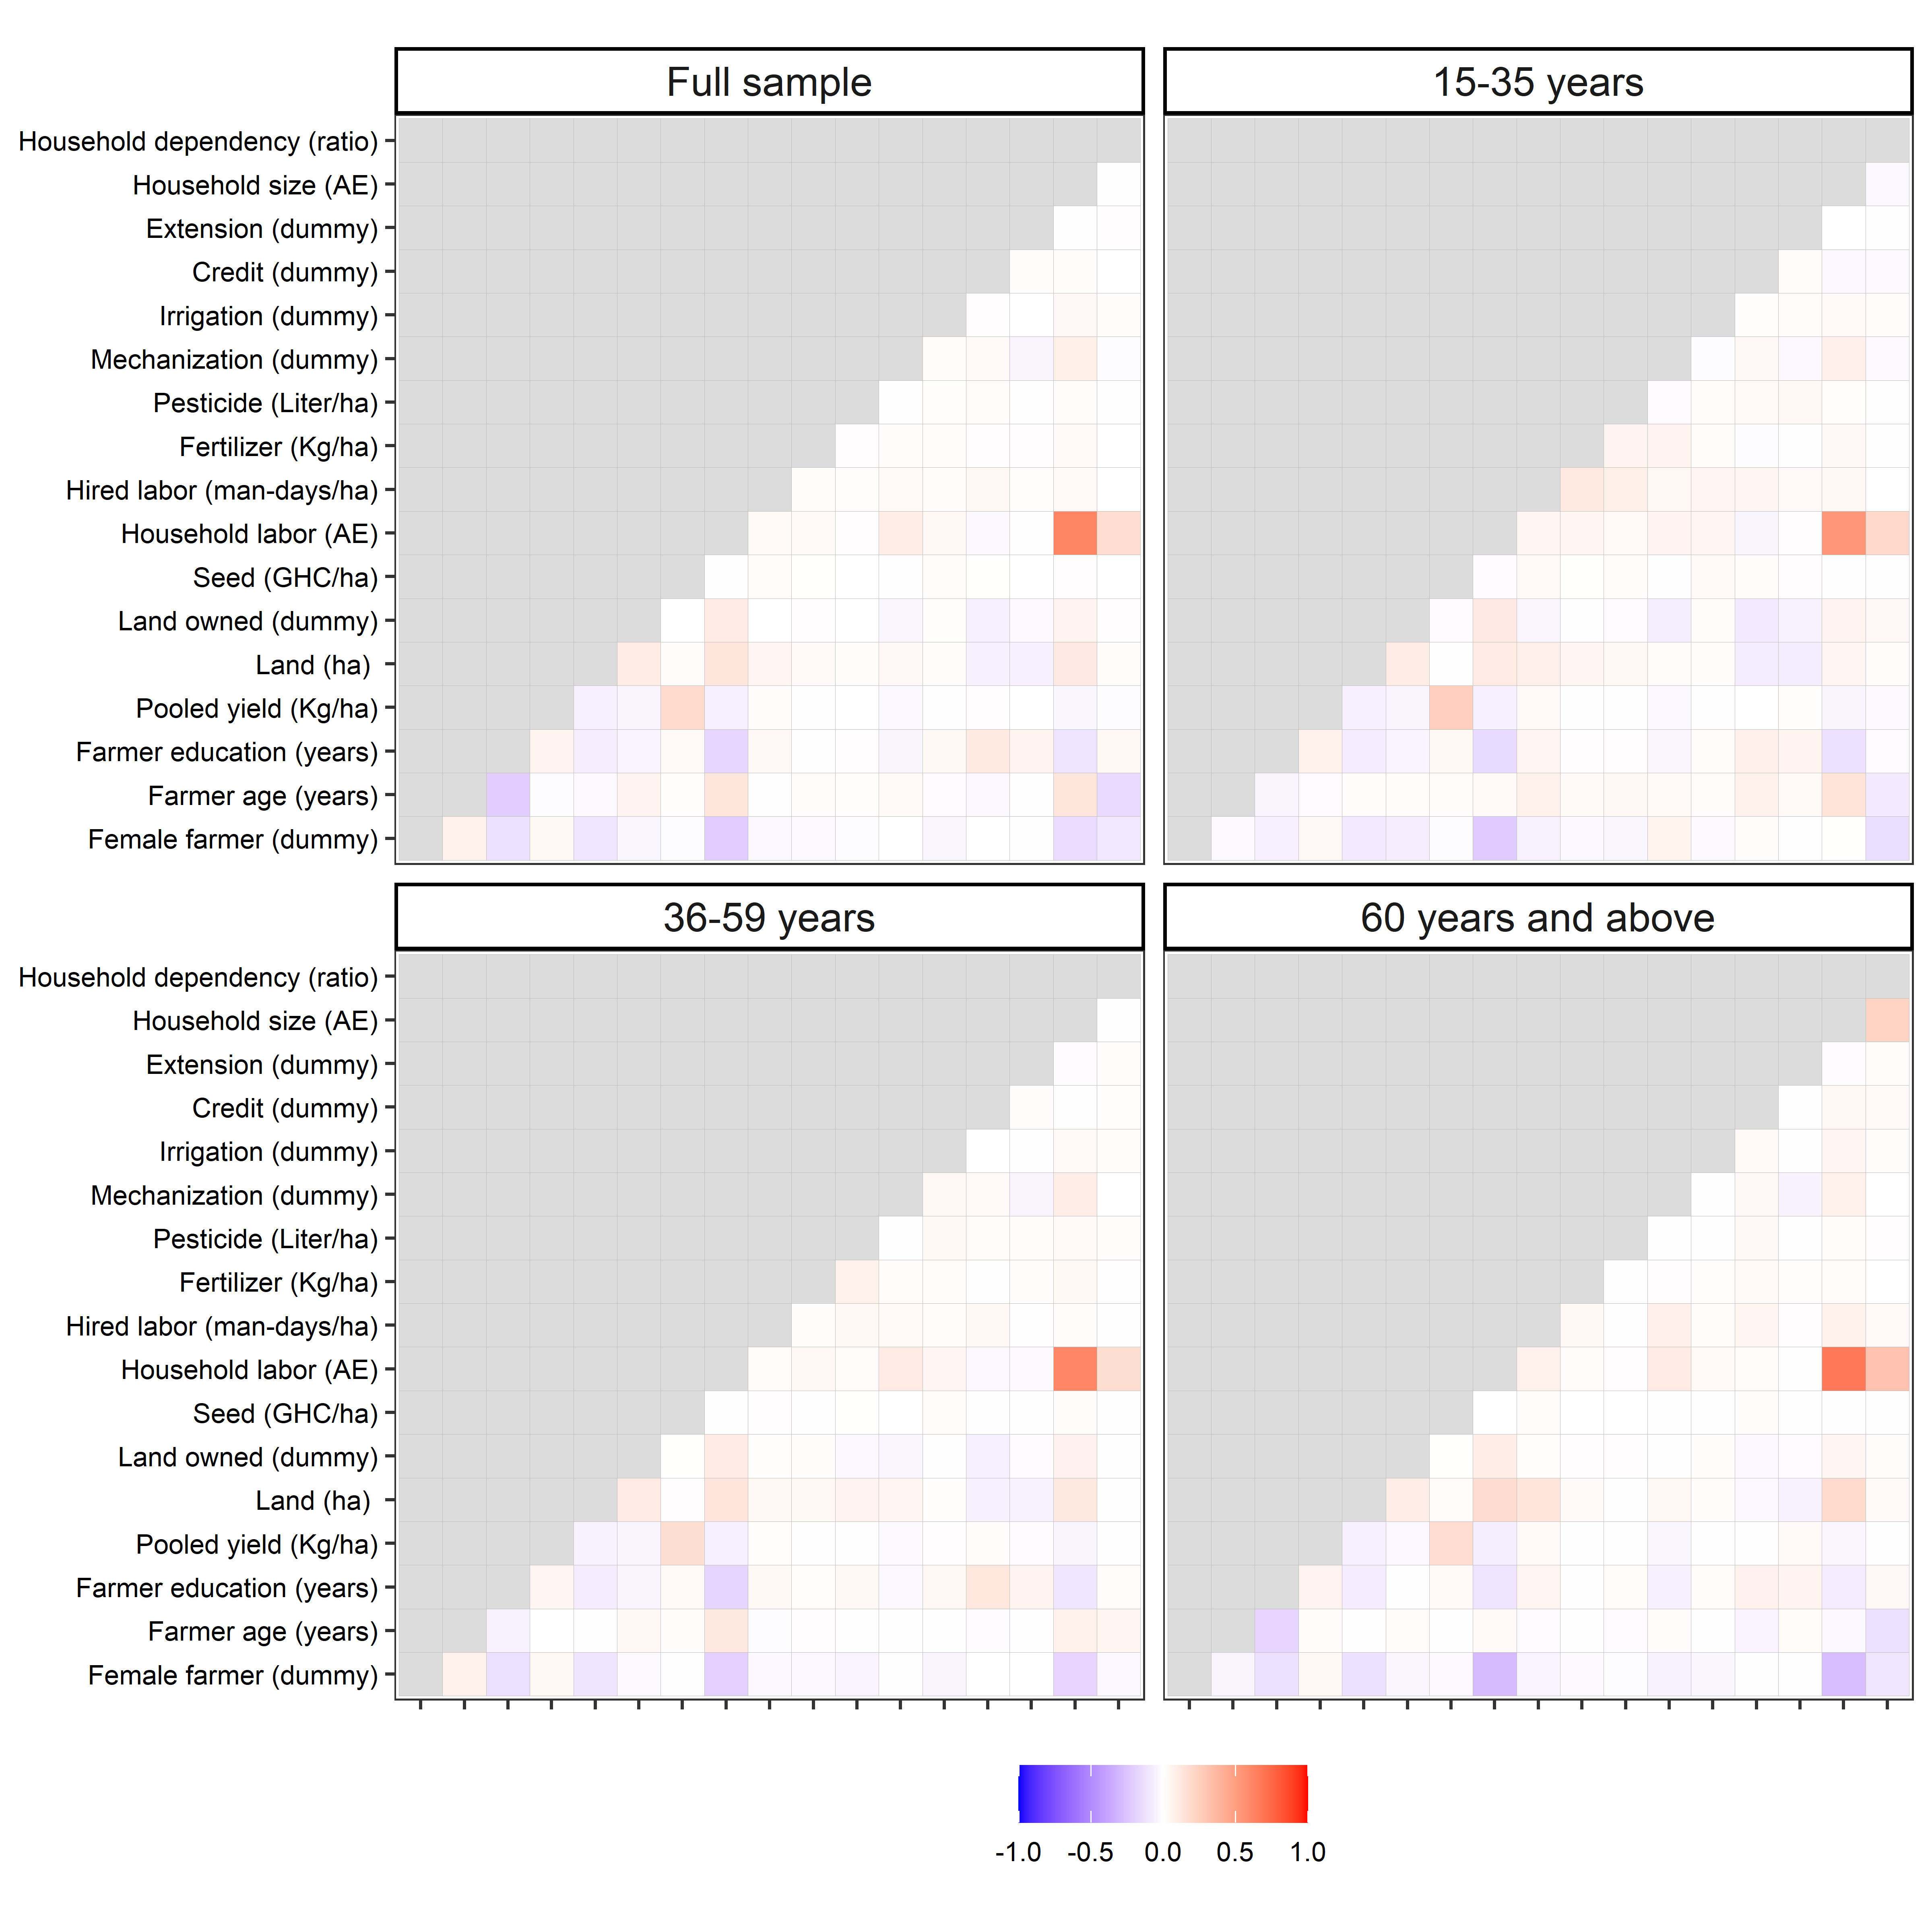 Full sample
15-35 years
Household dependency (ratio)
Household size (AE)
Extension (dummy)
Credit (dummy)
Irrigation (dummy)
Mechanization (dummy)
Pesticide (Liter/ha)
Fertilizer (Kg/ha)
Hired labor (man-days/ha)
Household labor (AE)
Seed (GHC/ha)
Land owned (dummy)
Land (ha)
Pooled yield (Kg/ha)
Farmer education (years)
Farmer age (years)
Female farmer (dummy)
36-59 years
60 years and above
Household dependency (ratio)
Household size (AE)
Extension (dummy)
Credit (dummy)
Irrigation (dummy)
Mechanization (dummy)
Pesticide (Liter/ha)
Fertilizer (Kg/ha)
Hired labor (man-days/ha)
Household labor (AE)
Seed (GHC/ha)
Land owned (dummy)
Land (ha)
Pooled yield (Kg/ha)
Farmer education (years)
Farmer age (years)
Female farmer (dummy)
-1.0 -0.5 0.0 0.5 1.0